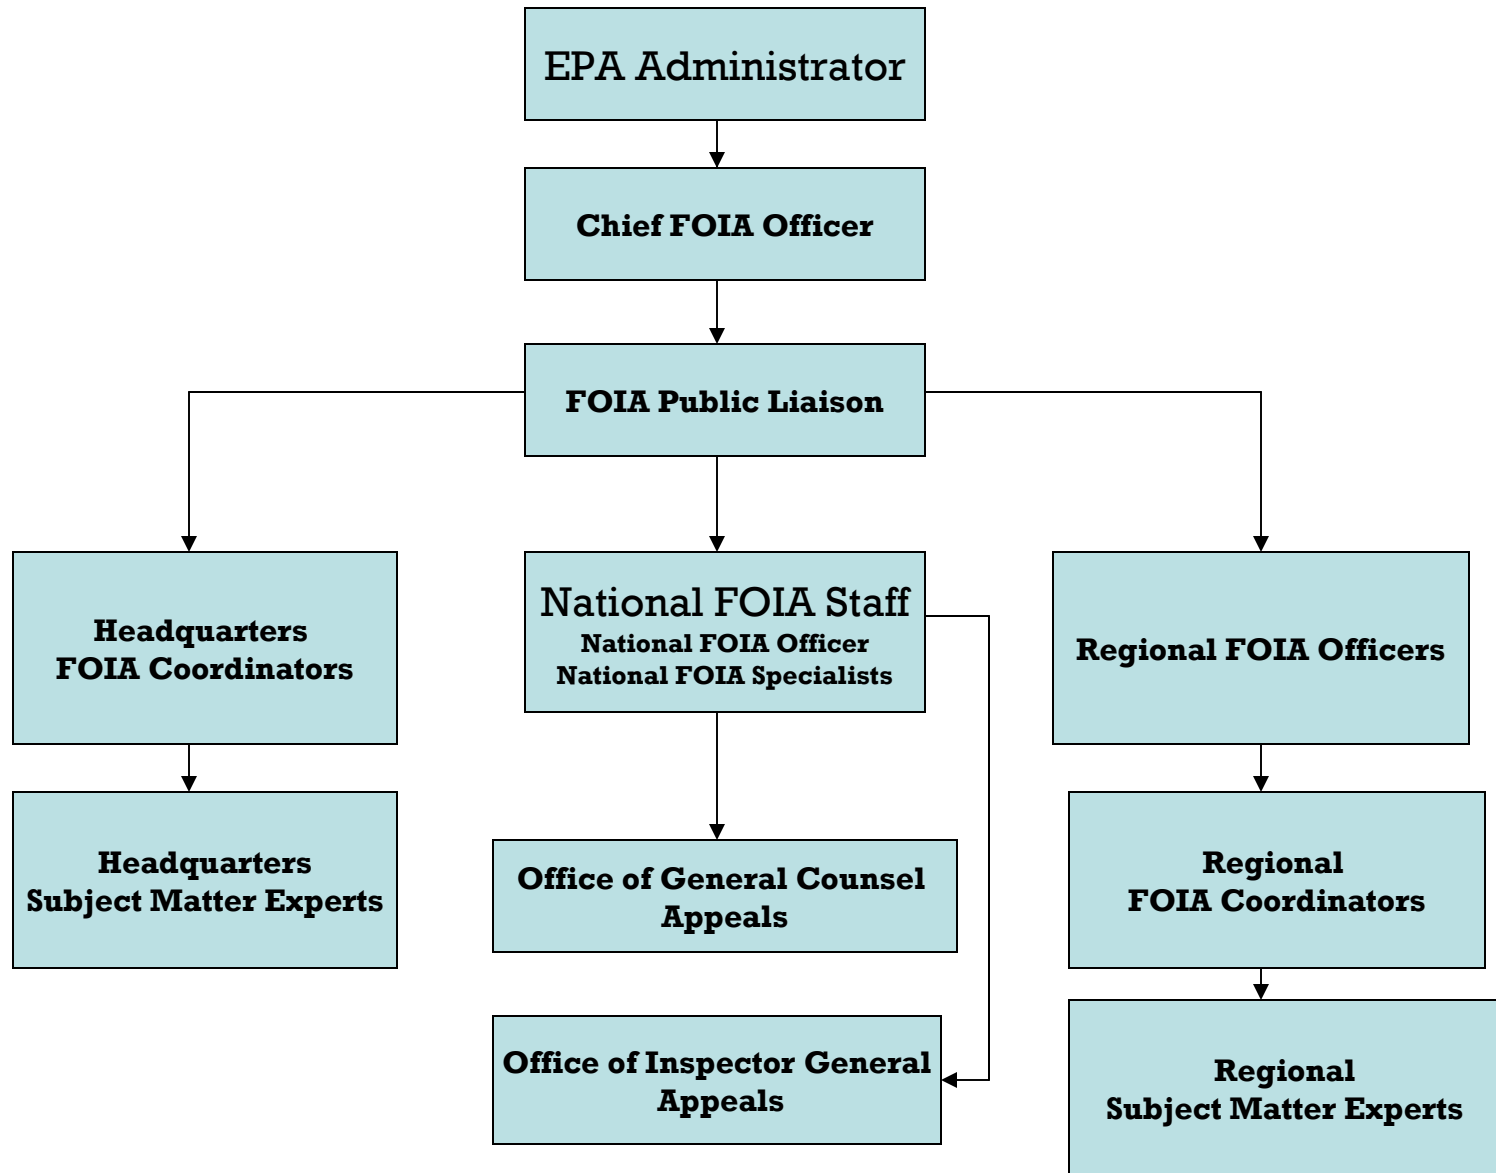 EPA Administrator
Chief FOIA Officer
FOIA Public Liaison
Headquarters
FOIA Coordinators
National FOIA Staff
National FOIA Officer
National FOIA Specialists
Regional FOIA Officers
Headquarters
Subject Matter Experts
Office of General Counsel
Appeals
Regional
FOIA Coordinators
Office of Inspector General
Appeals
Regional
Subject Matter Experts